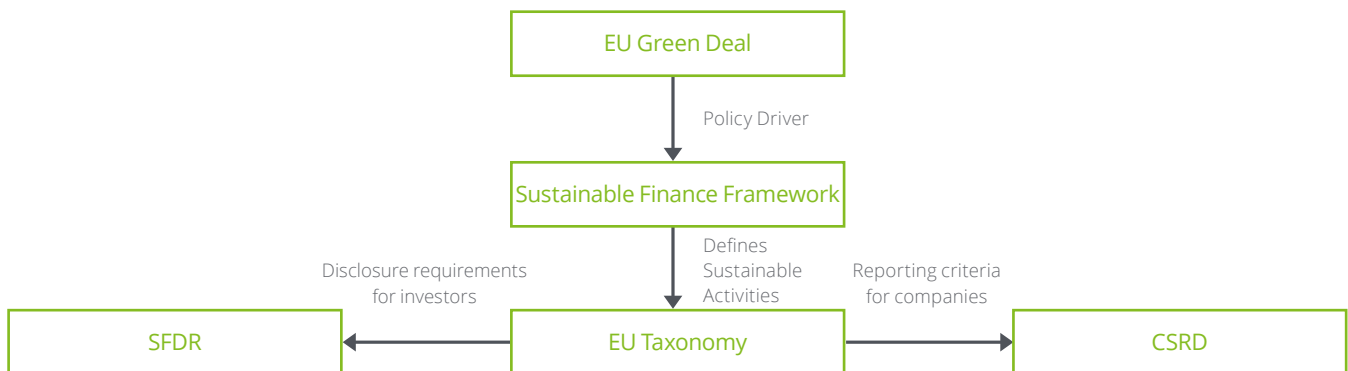 EU Green Deal
Policy Driver
Sustainable Finance Framework
Defines
Sustainable
Activities
Disclosure requirements
for investors
Reporting criteria
for companies
SFDR
EU Taxonomy
CSRD